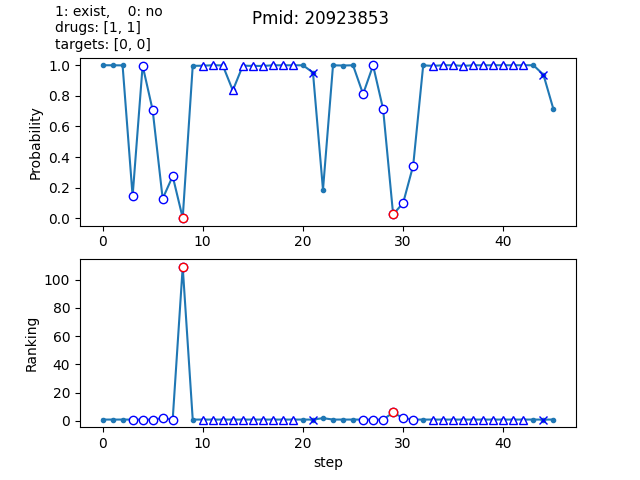 1: exist,    0: no
drugs: [1, 1]
targets: [0, 0]
Pmid: 20923853
1.0
0.8
0.6
0.4
0.2
0.0
Probability
0 10 20 30 40
100
80
60
40
20
0
Ranking
0 10 20 30 40
step